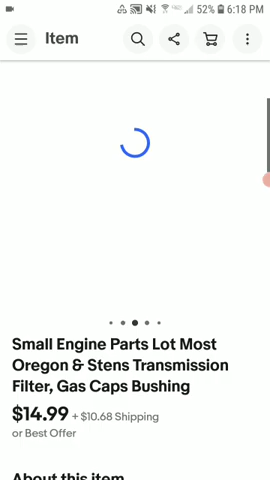 52% 6:18 PM
Item
Small Engine Parts Lot Most
Oregon & Stens Transmission
Filter, Gas Caps Bushing
$14.99 + $10.68 Shipping
or Best Offer
About this item